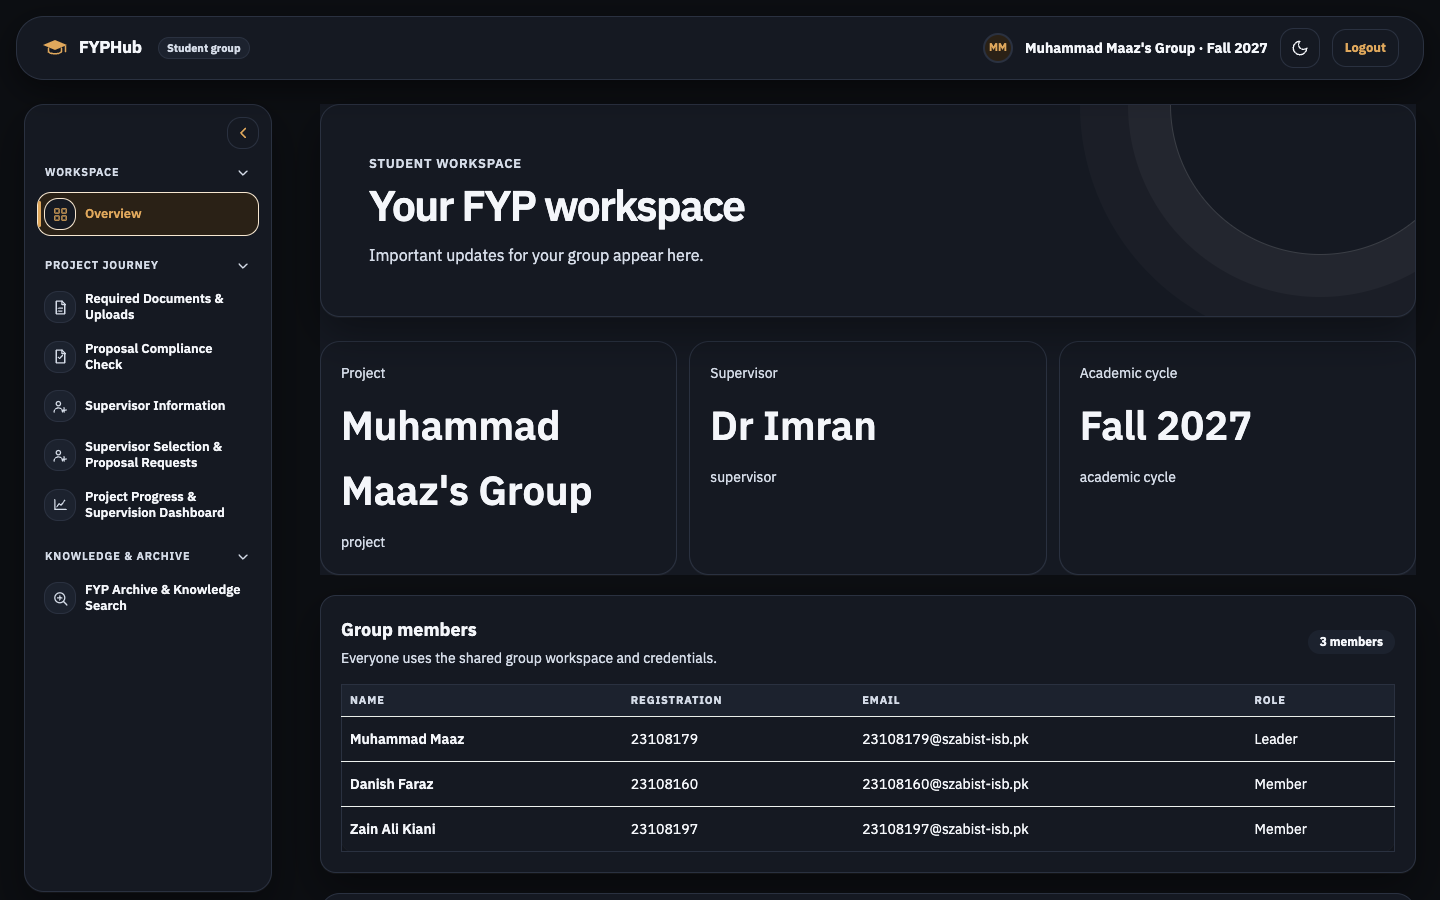 FYPHub
Student group
MM
Muhammad Maaz's Group · Fall 2027
Logout
WORKSPACE
Overview
PROJECT JOURNEY
Required Documents &
Uploads
Proposal Compliance
Check
Supervisor Information
Supervisor Selection &
Proposal Requests
Project Progress &
Supervision Dashboard
KNOWLEDGE & ARCHIVE
FYP Archive & Knowledge
Search
STUDENT WORKSPACE
Your FYP workspace
Important updates for your group appear here.
Project
Muhammad
Maaz's Group
project
Supervisor
Dr Imran
supervisor
Academic cycle
Fall 2027
academic cycle
Group members
Everyone uses the shared group workspace and credentials.
3 members
NAME REGISTRATION EMAIL ROLE
Muhammad Maaz 23108179 23108179@szabist-isb.pk Leader
Danish Faraz 23108160 23108160@szabist-isb.pk Member
Zain Ali Kiani 23108197 23108197@szabist-isb.pk Member